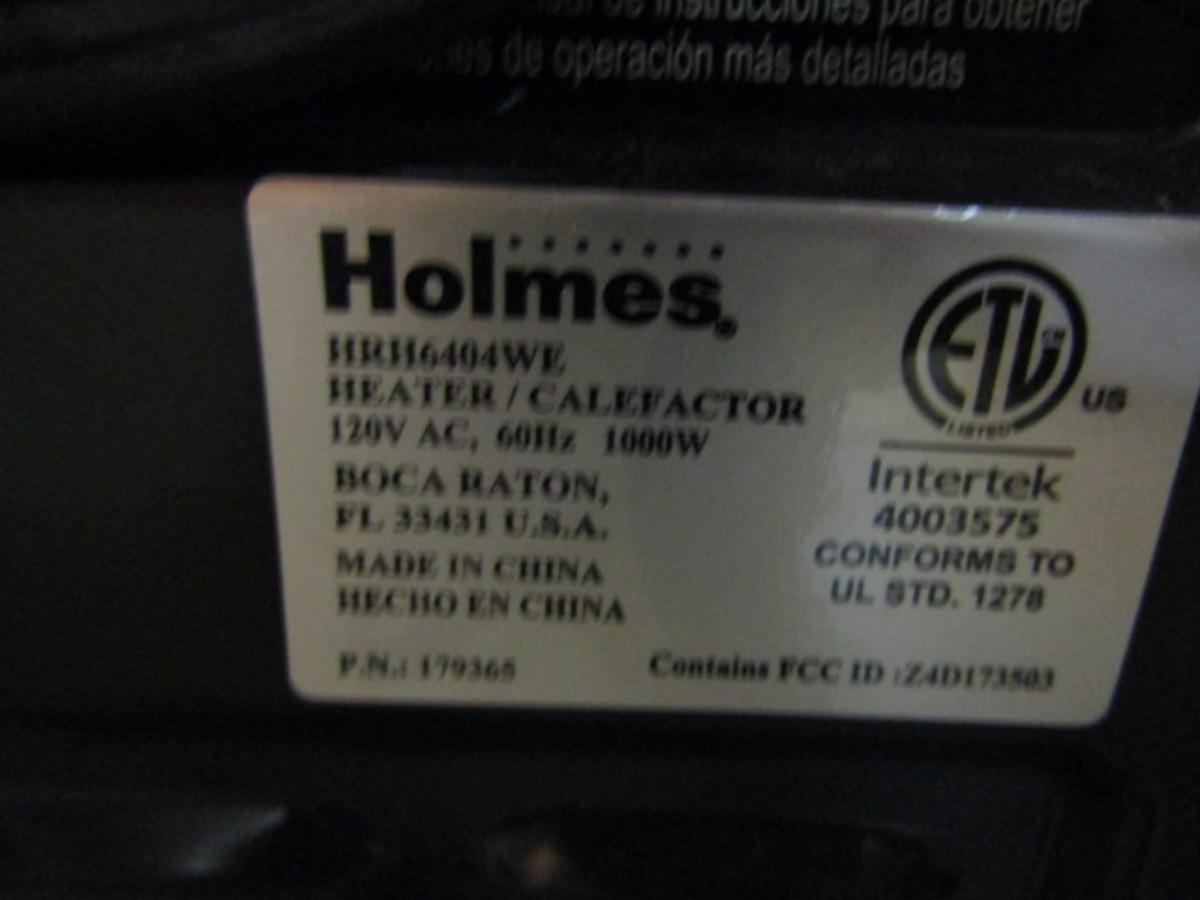 de instrucciones para obtener
de operación más detalladas
Holmes®
HRH6404WE
HEATER / CALEFACTOR
120V AC, 60Hz 1000W
BOCA RATON,
FL 33431 U.S.A.
MADE IN CHINA
HECHO EN CHINA
P.N.: 179365
ETL CM
LISTED
US
Intertek
4003575
CONFORMS TO
UL STD. 1278
Contains FCC ID :Z4D173503